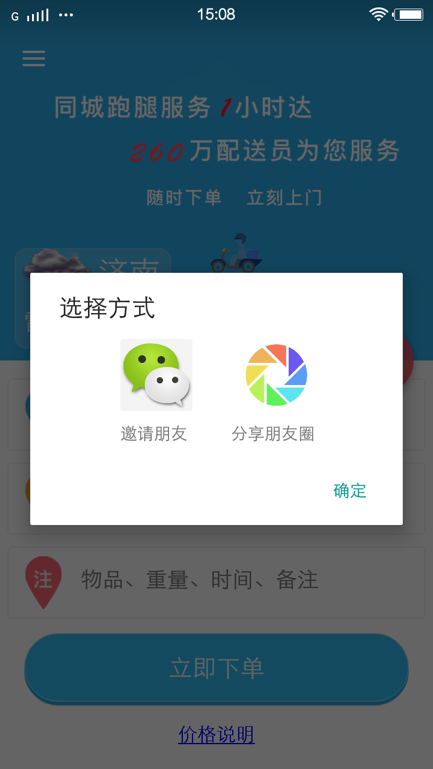 G 15:08
同城跑腿服务1小时达
260万配送员为您服务
随时下单 立刻上门
济南
选择方式
邀请朋友 分享朋友圈
确定
注 物品、重量、时间、备注
立即下单
价格说明